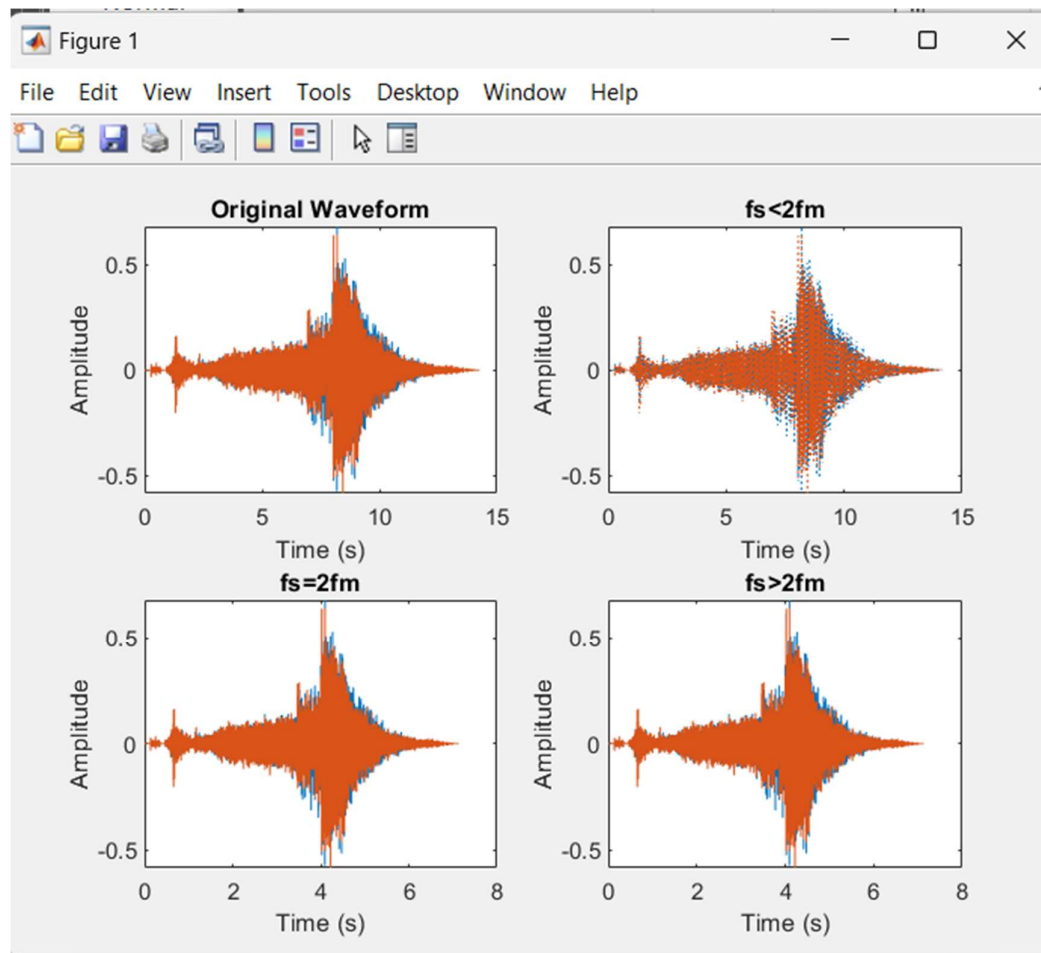 Figure 1
File Edit View Insert Tools Desktop Window Help
Original Waveform
0.5
0
-0.5
Amplitude
0 5 10 15
Time (s)
fs<2fm
0.5
0
-0.5
Amplitude
0 5 10 15
Time (s)
fs=2fm
0.5
0
-0.5
Amplitude
0 2 4 6 8
Time (s)
fs>2fm
0.5
0
-0.5
Amplitude
0 2 4 6 8
Time (s)